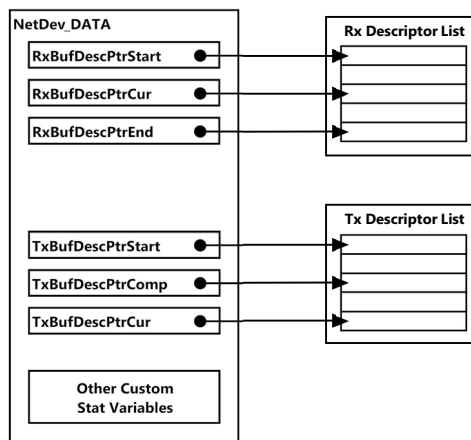 NetDev_DATA
RxBufDescPtrStart
RxBufDescPtrCur
RxBufDescPtrEnd
TxBufDescPtrStart
TxBufDescPtrComp
TxBufDescPtrCur
Other Custom
Stat Variables
Rx Descriptor List
Tx Descriptor List